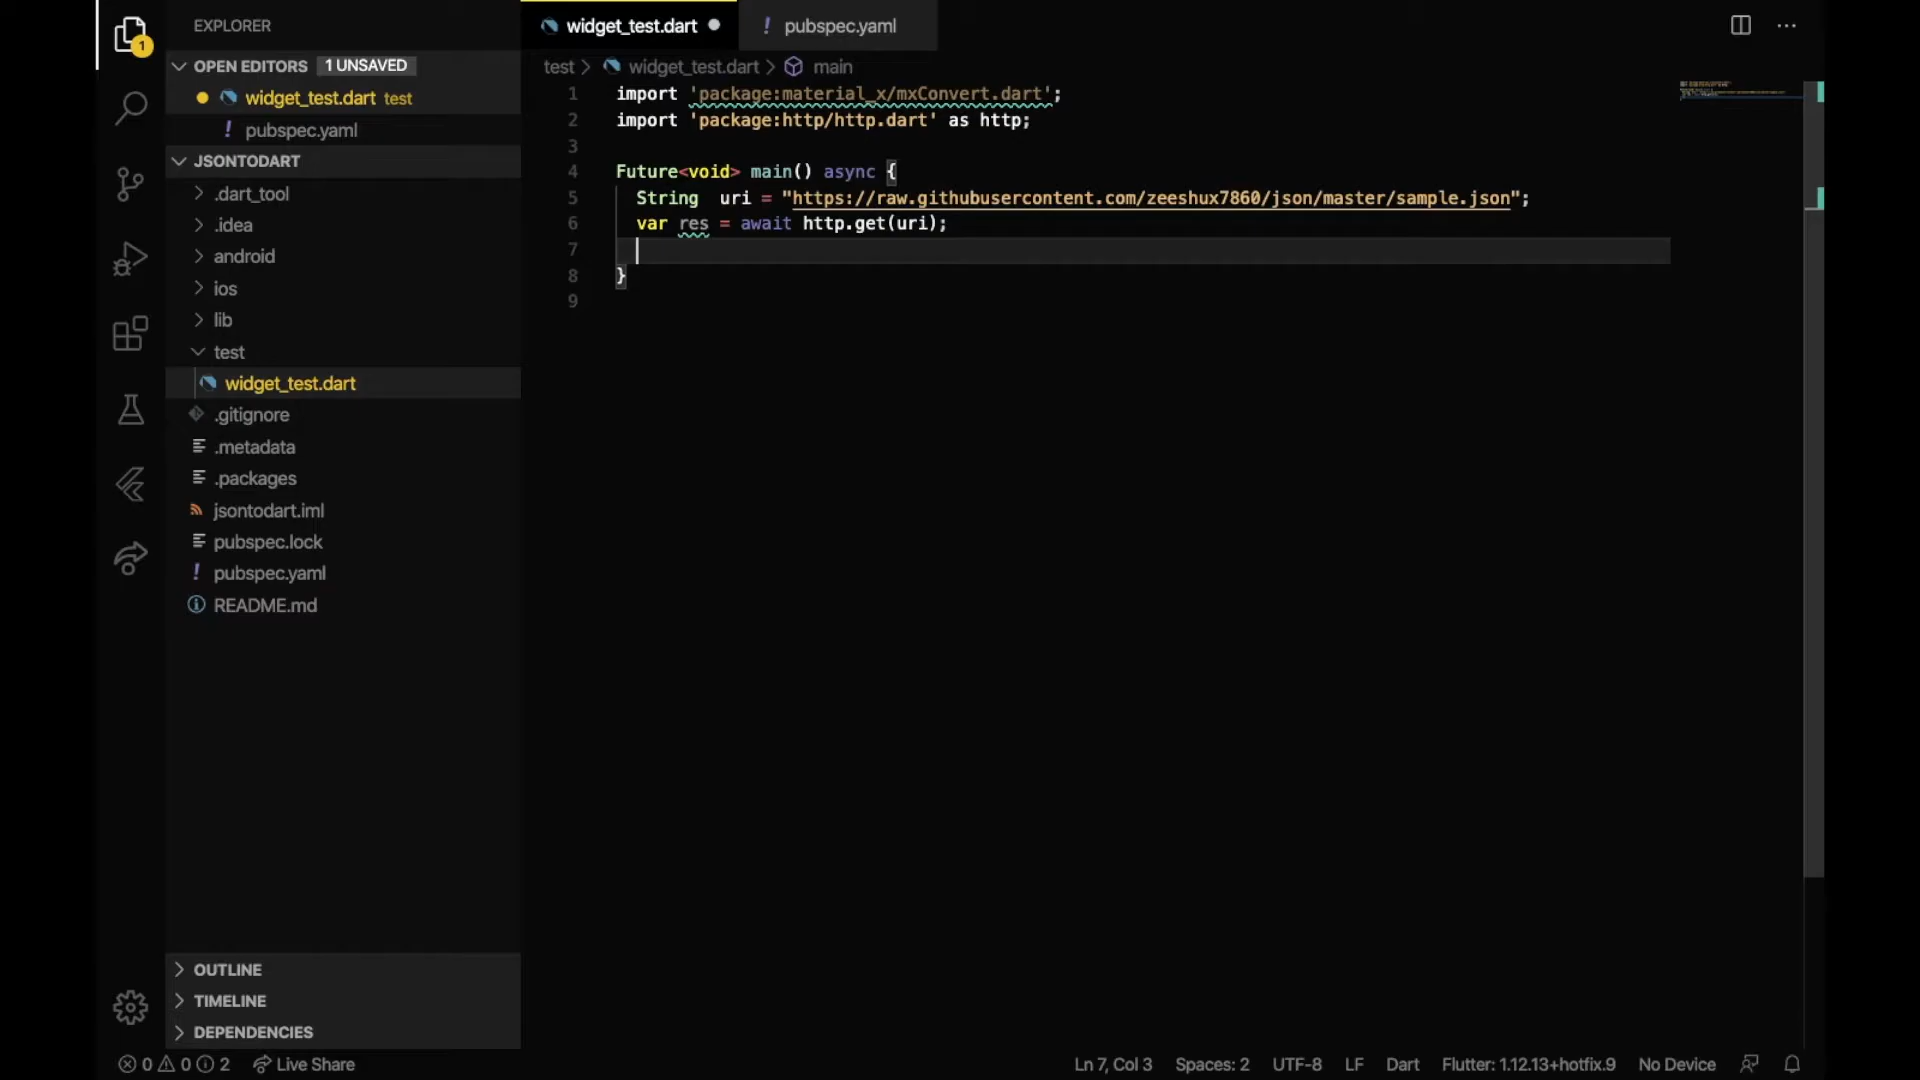 EXPLORER
OPEN EDITORS 1 UNSAVED
widget_test.dart test
! pubspec.yaml
JSONTODART
.dart_tool
.idea
android
ios
lib
test
widget_test.dart
.gitignore
.metadata
.packages
jsontodart.iml
pubspec.lock
! pubspec.yaml
README.md
OUTLINE
TIMELINE
DEPENDENCIES
1
widget_test.dart
! pubspec.yaml
test > widget_test.dart > main
1 import 'package:material_x/mxConvert.dart';
2 import 'package:http/http.dart' as http;
3
4 Future<void> main() async {
5 String  uri = "https://raw.githubusercontent.com/zeeshux7860/json/master/sample.json";
6 var res = await http.get(uri);
7
8 }
9
0 0 2 Live Share
Ln 7, Col 3 Spaces: 2 UTF-8 LF Dart Flutter: 1.12.13+hotfix.9 No Device